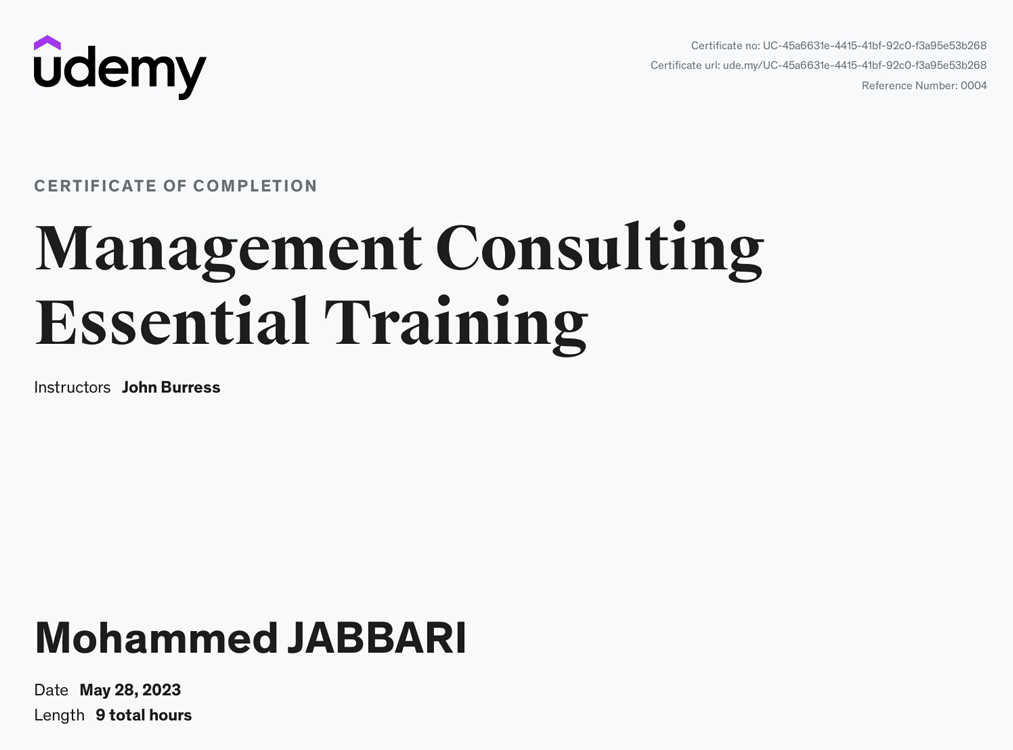 udemy
Certificate no: UC-45a6631e-4415-41bf-92c0-f3a95e53b268
Certificate url: ude.my/UC-45a6631e-4415-41bf-92c0-f3a95e53b268
Reference Number: 0004
CERTIFICATE OF COMPLETION
Management Consulting
Essential Training
Instructors John Burress
Mohammed JABBARI
Date May 28, 2023
Length 9 total hours